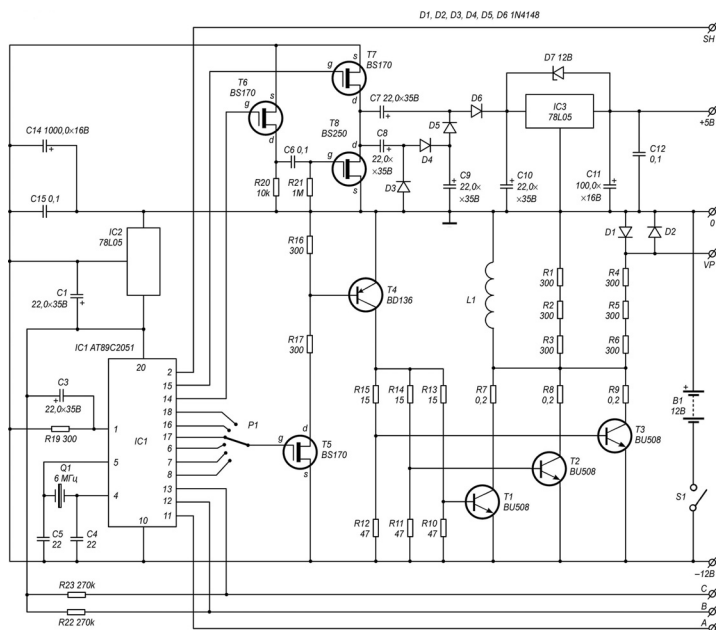 D1, D2, D3, D4, D5, D6 1N4148
SH
T7
BS170
s
g
d
D7 12В
T6
BS170
s
g
d
C7 22,0×35В
D6
IC3
78L05
+5В
C14 1000,0×16В
+
T8
BS250
C8
22,0×
×35В
+
D5
D4
C6 0,1
d
g
s
C12
0,1
C15 0,1
R20
10k
R21
1M
D3
C9
22,0
×35В
+
C10
22,0
×35В
+
C11
100,0×
×16В
+
0
IC2
78L05
D1
D2
VP
R16
300
C1
22,0×35В
+
T4
BD136
L1
R1
300
R4
300
R2
300
R5
300
R17
300
R3
300
R6
300
IC1 AT89C2051
20
2
15
14
18
16
17
6
7
8
13
12
11
1
5
4
10
IC1
C3
22,0×35В
+
R19 300
P1
R15
15
R14
15
R13
15
R7
0,2
R8
0,2
R9
0,2
B1
12В
+
d
g
s
T5
BS170
T3
BU508
T2
BU508
T1
BU508
Q1
6 МГц
S1
C5
22
C4
22
R12
47
R11
47
R10
47
–12В
R23 270k
C
R22 270k
B
A